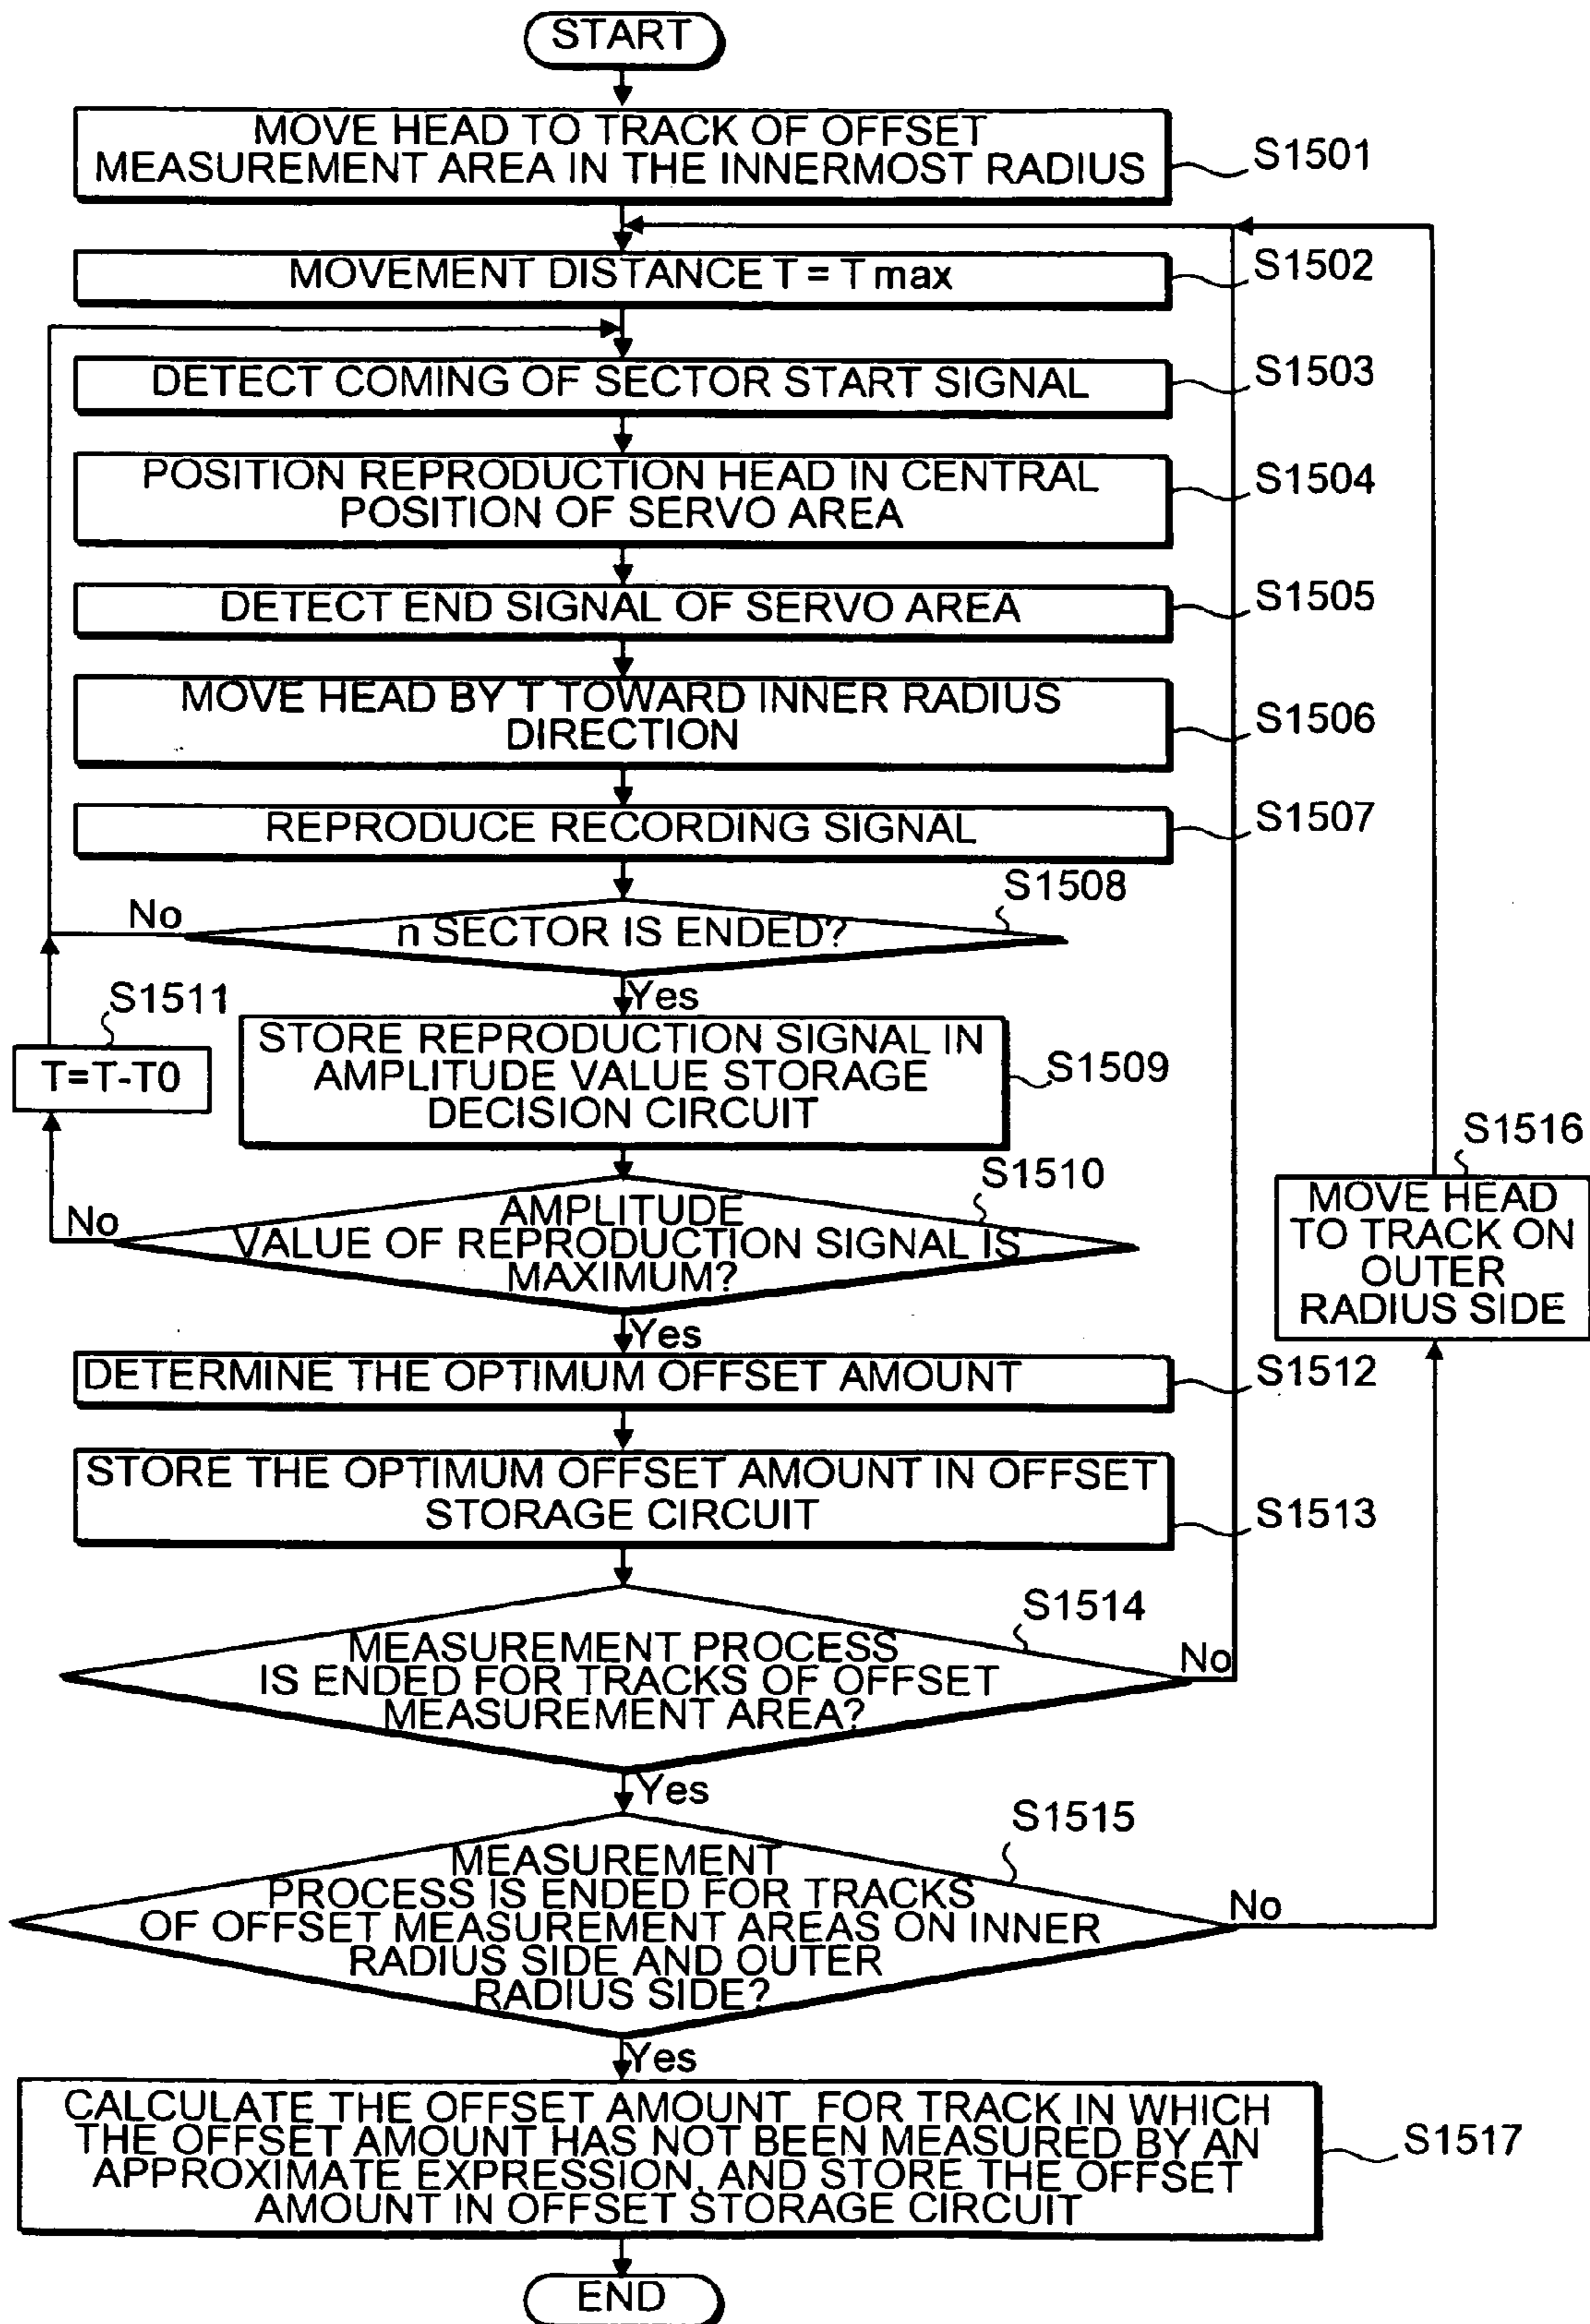 START
MOVE HEAD TO TRACK OF OFFSET
MEASUREMENT AREA IN THE INNERMOST RADIUS
S1501
MOVEMENT DISTANCE T = T max
S1502
DETECT COMING OF SECTOR START SIGNAL
S1503
POSITION REPRODUCTION HEAD IN CENTRAL
POSITION OF SERVO AREA
S1504
DETECT END SIGNAL OF SERVO AREA
S1505
MOVE HEAD BY T TOWARD INNER RADIUS
DIRECTION
S1506
REPRODUCE RECORDING SIGNAL
S1507
S1508
No
n SECTOR IS ENDED?
Yes
S1511
T=T-T0
STORE REPRODUCTION SIGNAL IN
AMPLITUDE VALUE STORAGE
DECISION CIRCUIT
S1509
S1510
No
AMPLITUDE
VALUE OF REPRODUCTION SIGNAL IS
MAXIMUM?
Yes
S1516
MOVE HEAD
TO TRACK ON
OUTER
RADIUS SIDE
DETERMINE THE OPTIMUM OFFSET AMOUNT
S1512
STORE THE OPTIMUM OFFSET AMOUNT IN OFFSET
STORAGE CIRCUIT
S1513
S1514
MEASUREMENT PROCESS
IS ENDED FOR TRACKS OF OFFSET
MEASUREMENT AREA?
No
Yes
S1515
MEASUREMENT
PROCESS IS ENDED FOR TRACKS
OF OFFSET MEASUREMENT AREAS ON INNER
RADIUS SIDE AND OUTER
RADIUS SIDE?
No
Yes
CALCULATE THE OFFSET AMOUNT FOR TRACK IN WHICH
THE OFFSET AMOUNT HAS NOT BEEN MEASURED BY AN
APPROXIMATE EXPRESSION, AND STORE THE OFFSET
AMOUNT IN OFFSET STORAGE CIRCUIT
S1517
END